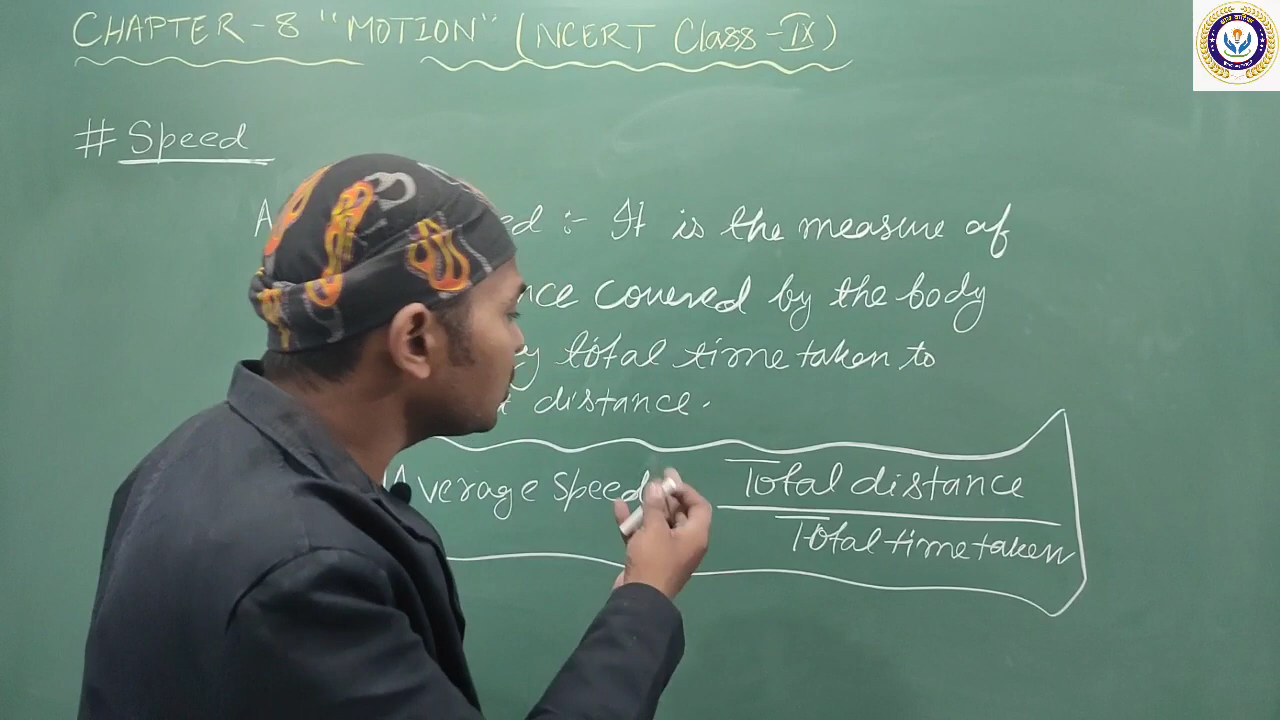 CHAPTER-8 "MOTION" (NCERT Class-IX)
# Speed
A ed :- It is the measure of
nce covered by the body
y total time taken to
t distance.
Average Speed Total distance
Total time taken